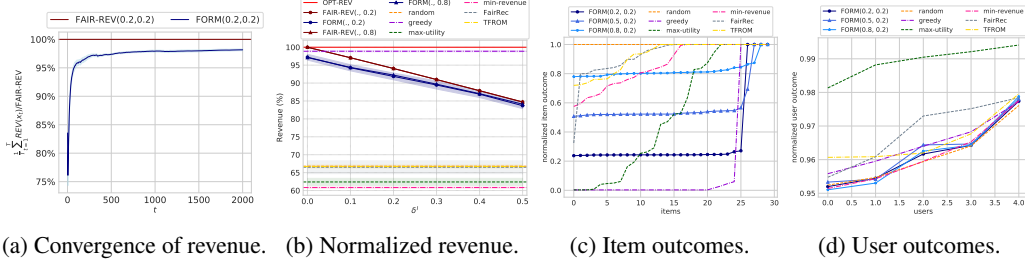 FAIR-REV(0.2,0.2) FORM(0.2,0.2)
100%
95%
90%
85%
80%
75%
0 500 1000 1500 2000
t
OPT-REV FORM(., 0.8) min-revenue
FAIR-REV(., 0.2) random FairRec
FORM(., 0.2) greedy TFROM
FAIR-REV(., 0.8) max-utility
Revenue (%)
100
95
90
85
80
75
70
65
60
0.0 0.1 0.2 0.3 0.4 0.5
δᴵ
FORM(0.2, 0.2) random min-revenue
FORM(0.5, 0.2) greedy FairRec
FORM(0.8, 0.2) max-utility TFROM
normalized item outcome
1.0
0.8
0.6
0.4
0.2
0.0
0 5 10 15 20 25 30
items
FORM(0.2, 0.2) random min-revenue
FORM(0.5, 0.2) greedy FairRec
FORM(0.8, 0.2) max-utility TFROM
normalized user outcome
0.99
0.98
0.97
0.96
0.95
0.0 0.5 1.0 1.5 2.0 2.5 3.0 3.5 4.0
users
(a) Convergence of revenue. (b) Normalized revenue. (c) Item outcomes. (d) User outcomes.